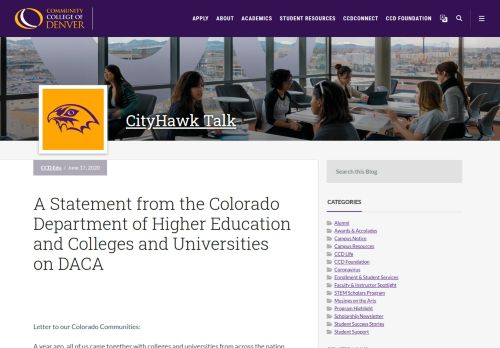 COMMUNITY
COLLEGE OF
DENVER
APPLY ABOUT ACADEMICS STUDENT RESOURCES CCDCONNECT CCD FOUNDATION
CityHawk Talk
CCD.Edu / June 17, 2020
A Statement from the Colorado
Department of Higher Education
and Colleges and Universities
on DACA
Letter to our Colorado Communities:
A year ago, all of us came together with colleges and universities from across the nation
Search this Blog
CATEGORIES
Alumni
Awards & Accolades
Campus Notice
Campus Resources
CCD Life
CCD Foundation
Coronavirus
Enrollment & Student Services
Faculty & Instructor Spotlight
STEM Scholars Program
Musings on the Arts
Program Highlight
Scholarship Newsletter
Student Success Stories
Student Support